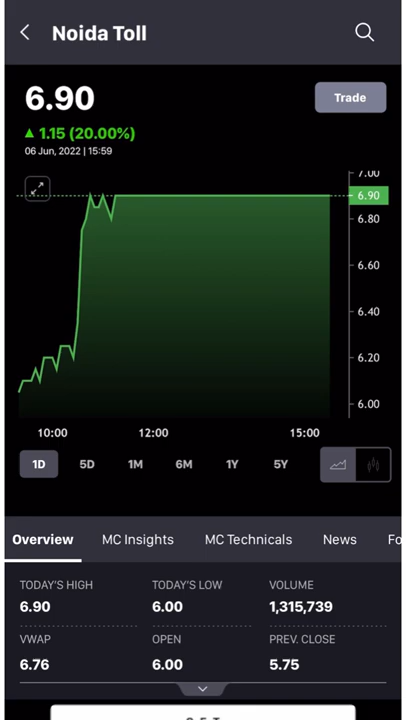 Noida Toll
6.90
Trade
▲ 1.15 (20.00%)
06 Jun, 2022 | 15:59
7.00
6.90
6.80
6.60
6.40
6.20
6.00
10:00 12:00 15:00
1D 5D 1M 6M 1Y 5Y
Overview MC Insights MC Technicals News Fo
TODAY'S HIGH TODAY'S LOW VOLUME
6.90 6.00 1,315,739
VWAP OPEN PREV. CLOSE
6.76 6.00 5.75